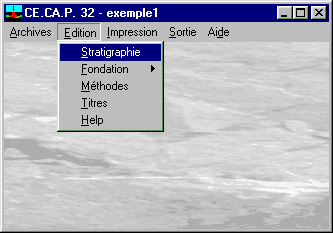 CE.CA.P. 32 - exemple1
Archives Edition Impression Sortie Aide
Stratigraphie
Fondation
Méthodes
Titres
Help